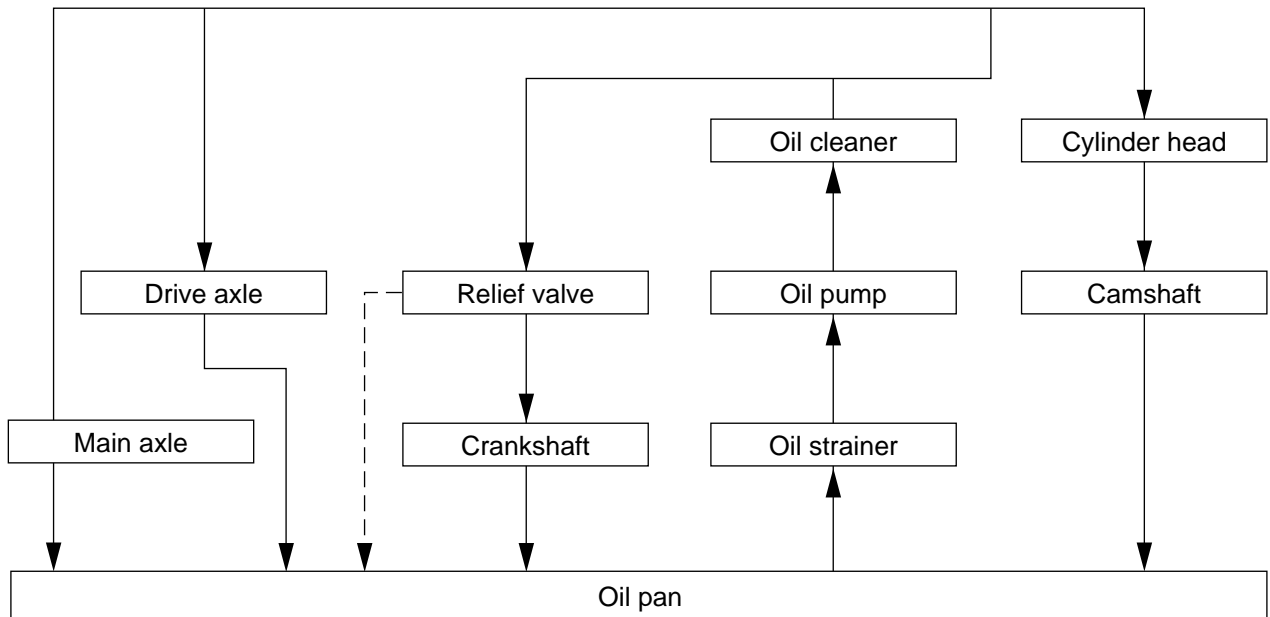 Oil cleaner
Cylinder head
Drive axle
Relief valve
Oil pump
Camshaft
Main axle
Crankshaft
Oil strainer
Oil pan